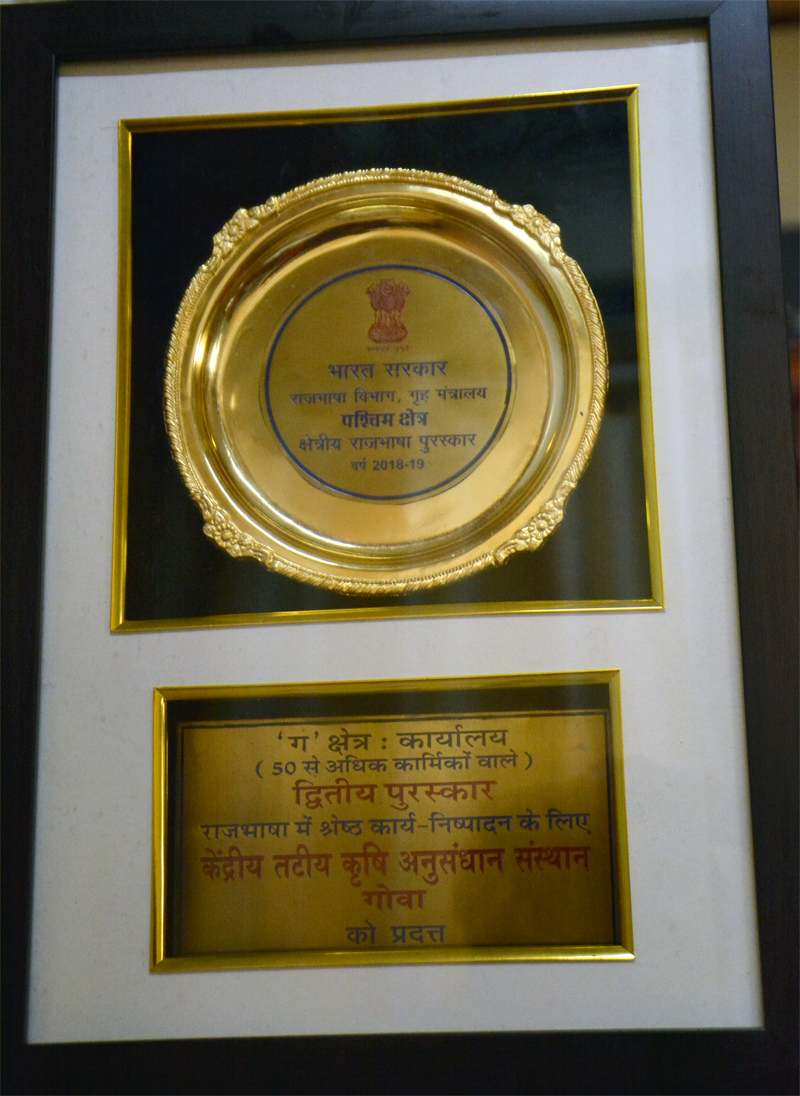 भारत सरकार
राजभाषा विभाग, गृह मंत्रालय
पश्चिम क्षेत्र
क्षेत्रीय राजभाषा पुरस्कार
वर्ष 2018-19
'ग' क्षेत्र : कार्यालय
( 50 से अधिक कार्मिकों वाले )
द्वितीय पुरस्कार
राजभाषा में श्रेष्ठ कार्य-निष्पादन के लिए
केंद्रीय तटीय कृषि अनुसंधान संस्थान
गोवा
को प्रदत्त